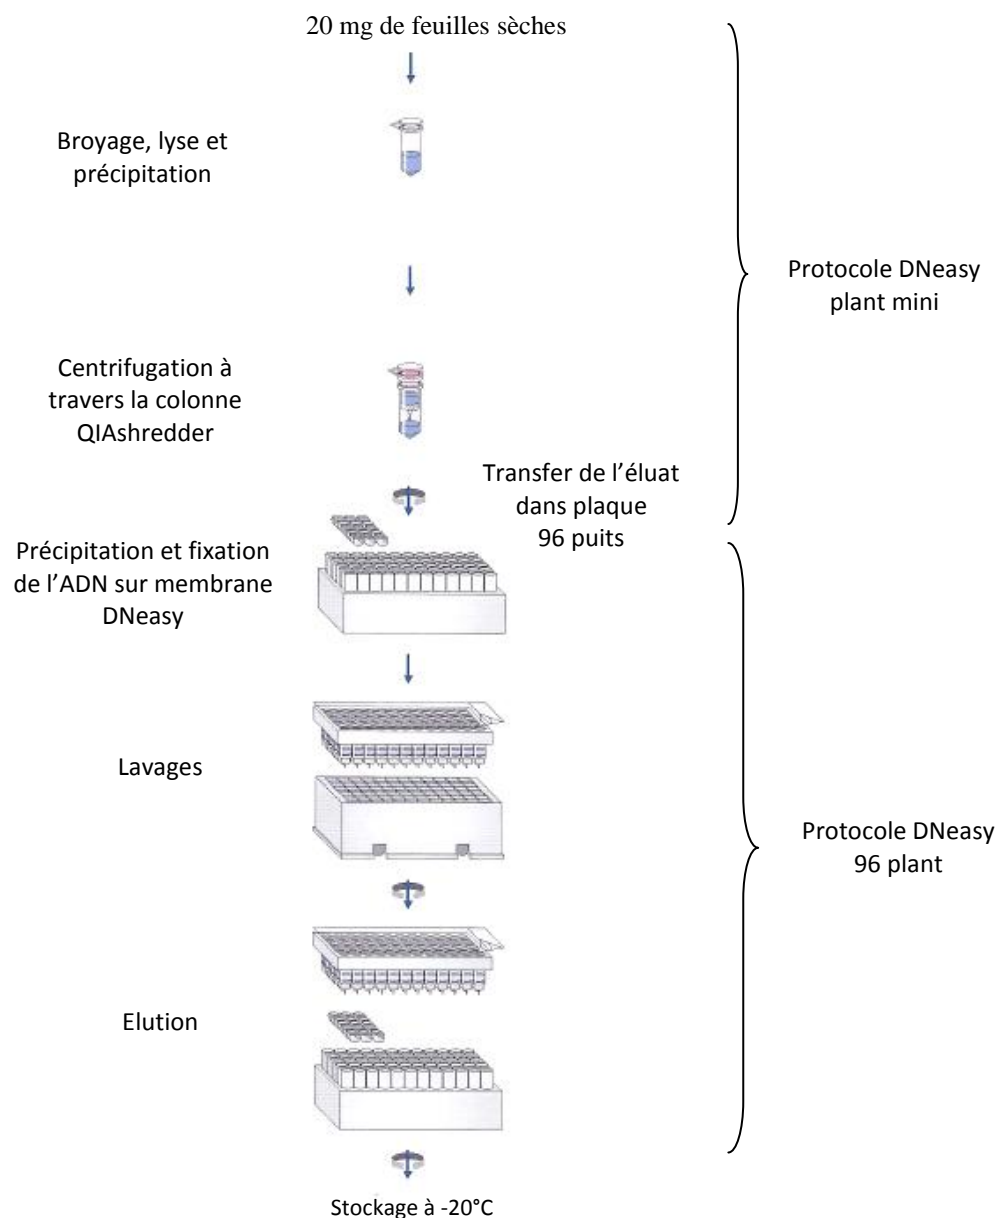 20 mg de feuilles sèches
Broyage, lyse et
précipitation
Protocole DNeasy
plant mini
Centrifugation à
travers la colonne
QIAshredder
Transfer de l’éluat
dans plaque
96 puits
Précipitation et fixation
de l’ADN sur membrane
DNeasy
Lavages
Protocole DNeasy
96 plant
Elution
Stockage à -20°C